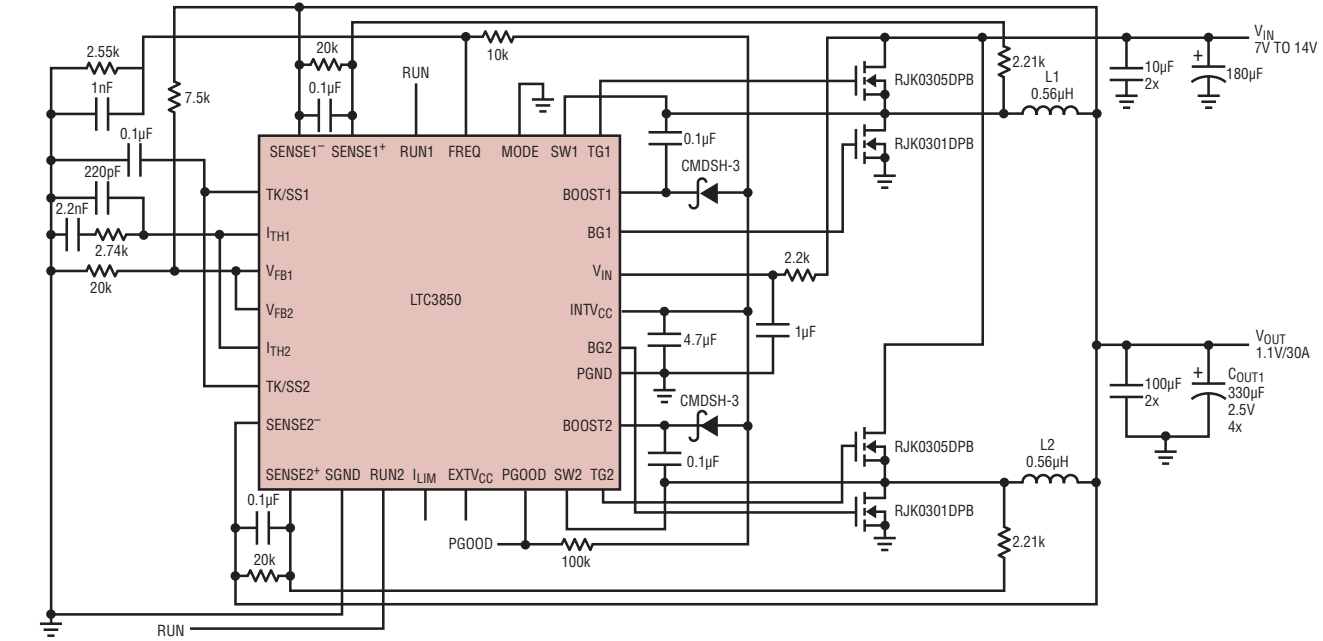 2.55k
1nF
7.5k
0.1µF
220pF
2.2nF
2.74k
20k
20k
0.1µF
RUN
10k
2.21k
L1
0.56µH
VIN
7V TO 14V
10µF
2x
+
180µF
RJK0305DPB
RJK0301DPB
0.1µF
CMDSH-3
2.2k
1µF
4.7µF
SENSE1– SENSE1+ RUN1 FREQ MODE SW1 TG1
TK/SS1
ITH1
VFB1
VFB2
ITH2
TK/SS2
SENSE2–
SENSE2+ SGND RUN2 ILIM EXTVCC PGOOD SW2 TG2
LTC3850
BOOST1
BG1
VIN
INTVCC
BG2
PGND
BOOST2
CMDSH-3
0.1µF
VOUT
1.1V/30A
100µF
2x
+
COUT1
330µF
2.5V
4x
RJK0305DPB
L2
0.56µH
RJK0301DPB
2.21k
0.1µF
20k
PGOOD
100k
RUN